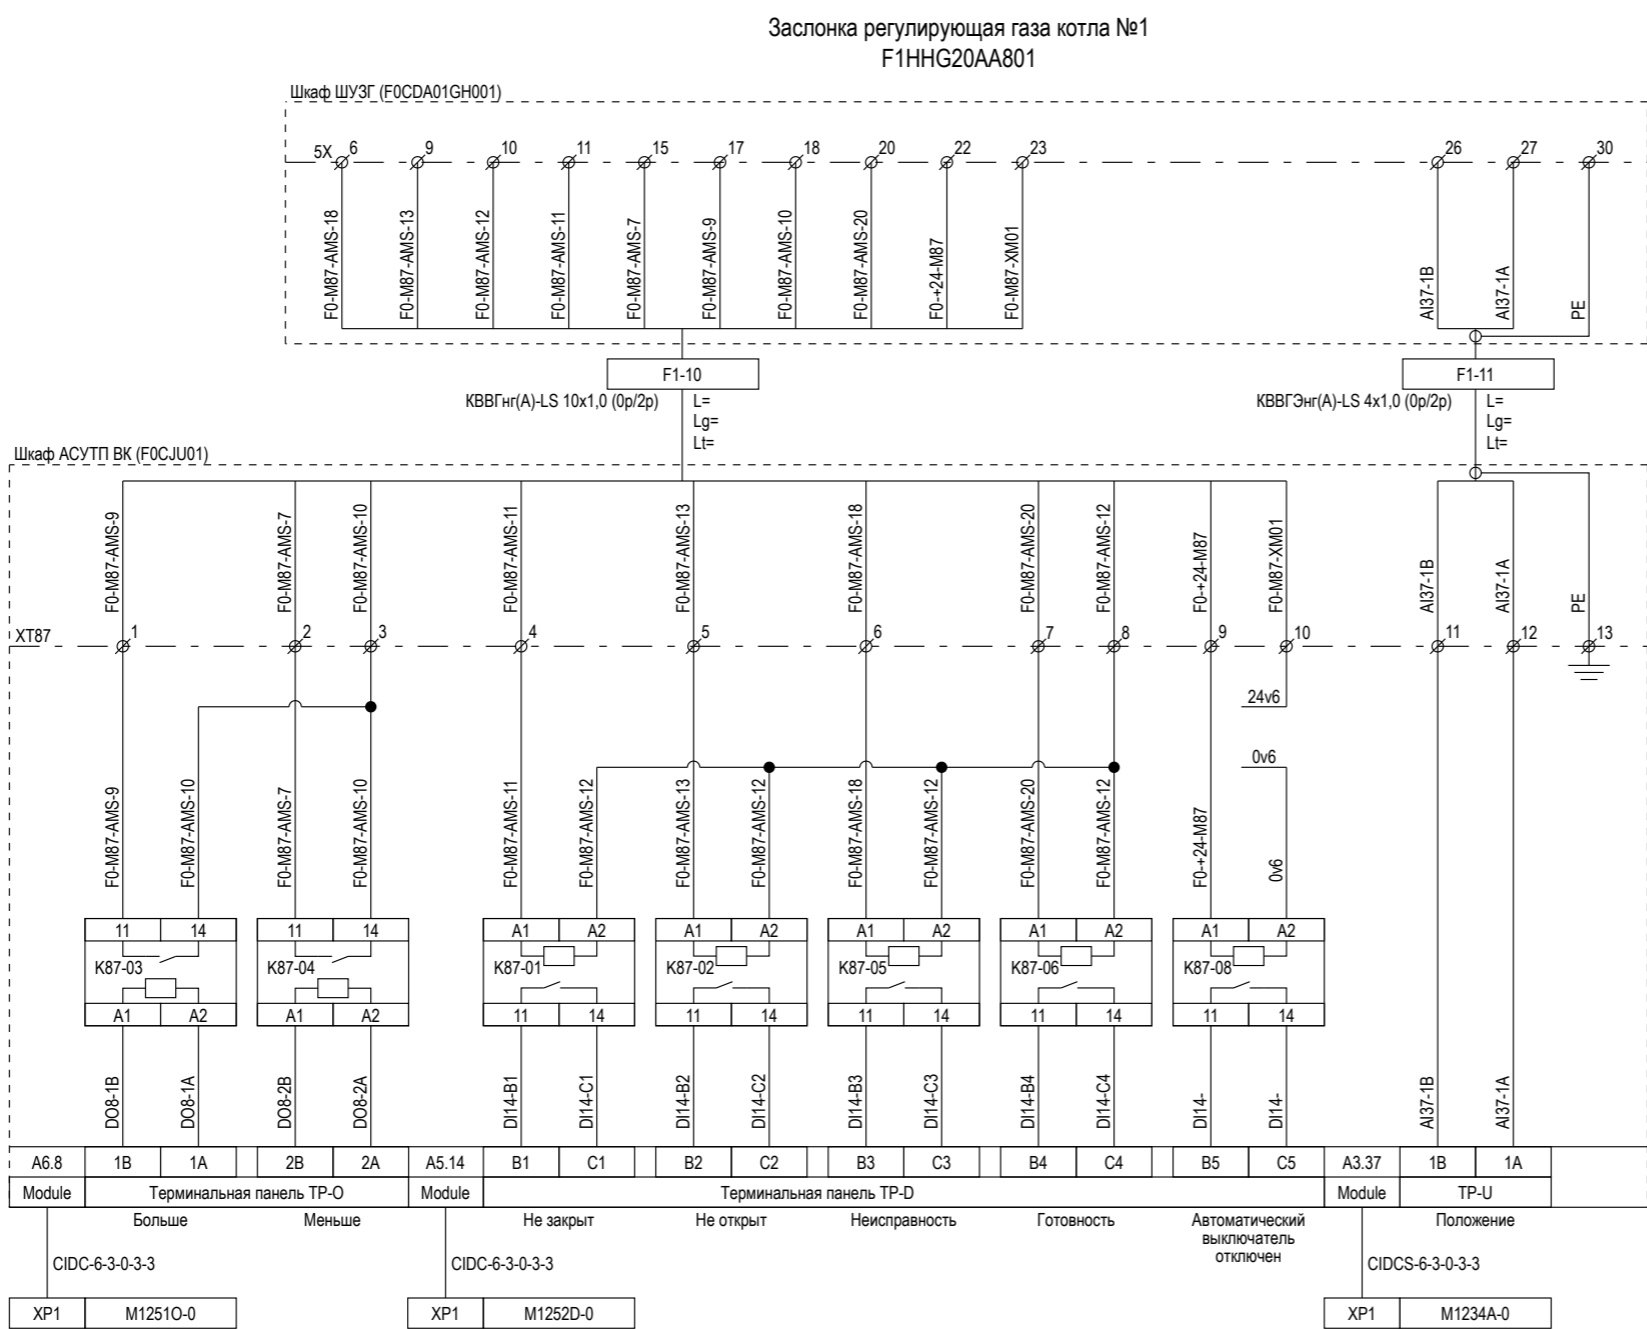 Заслонка регулирующая газа котла №1
F1HHG20AA801
Шкаф ШУЗГ (F0CDA01GH001)
5X 6 9 10 11 15 17 18 20 22 23 26 27 30
F0-M87-AMS-18 F0-M87-AMS-13 F0-M87-AMS-12 F0-M87-AMS-11 F0-M87-AMS-7 F0-M87-AMS-9 F0-M87-AMS-10 F0-M87-AMS-20 F0-+24-M87 F0-M87-XM01 AI37-1B AI37-1A PE
F1-10 F1-11
КВВГнг(А)-LS 10х1,0 (0р/2р) L= КВВГЭнг(А)-LS 4х1,0 (0р/2р) L=
Lg= Lg=
Lt= Lt=
Шкаф АСУТП ВК (F0CJU01)
F0-M87-AMS-9 F0-M87-AMS-7 F0-M87-AMS-10 F0-M87-AMS-11 F0-M87-AMS-13 F0-M87-AMS-18 F0-M87-AMS-20 F0-M87-AMS-12 F0-+24-M87 F0-M87-XM01 AI37-1B AI37-1A PE
XT87 1 2 3 4 5 6 7 8 9 10 11 12 13
24v6
0v6
F0-M87-AMS-9 F0-M87-AMS-10 F0-M87-AMS-7 F0-M87-AMS-10 F0-M87-AMS-11 F0-M87-AMS-12 F0-M87-AMS-13 F0-M87-AMS-12 F0-M87-AMS-18 F0-M87-AMS-12 F0-M87-AMS-20 F0-M87-AMS-12 F0-+24-M87 0v6
11 14 11 14 A1 A2 A1 A2 A1 A2 A1 A2 A1 A2
K87-03 K87-04 K87-01 K87-02 K87-05 K87-06 K87-08
A1 A2 A1 A2 11 14 11 14 11 14 11 14 11 14
DO8-1B DO8-1A DO8-2B DO8-2A DI14-B1 DI14-C1 DI14-B2 DI14-C2 DI14-B3 DI14-C3 DI14-B4 DI14-C4 DI14- DI14- AI37-1B AI37-1A
A6.8 1B 1A 2B 2A A5.14 B1 C1 B2 C2 B3 C3 B4 C4 B5 C5 A3.37 1B 1A
Module Терминальная панель TP-O Module Терминальная панель TP-D Module TP-U
Больше Меньше Не закрыт Не открыт Неисправность Готовность Автоматический Положение
выключатель
отключен
CIDC-6-3-0-3-3 CIDC-6-3-0-3-3 CIDCS-6-3-0-3-3
XP1 M1251O-0 XP1 M1252D-0 XP1 M1234A-0